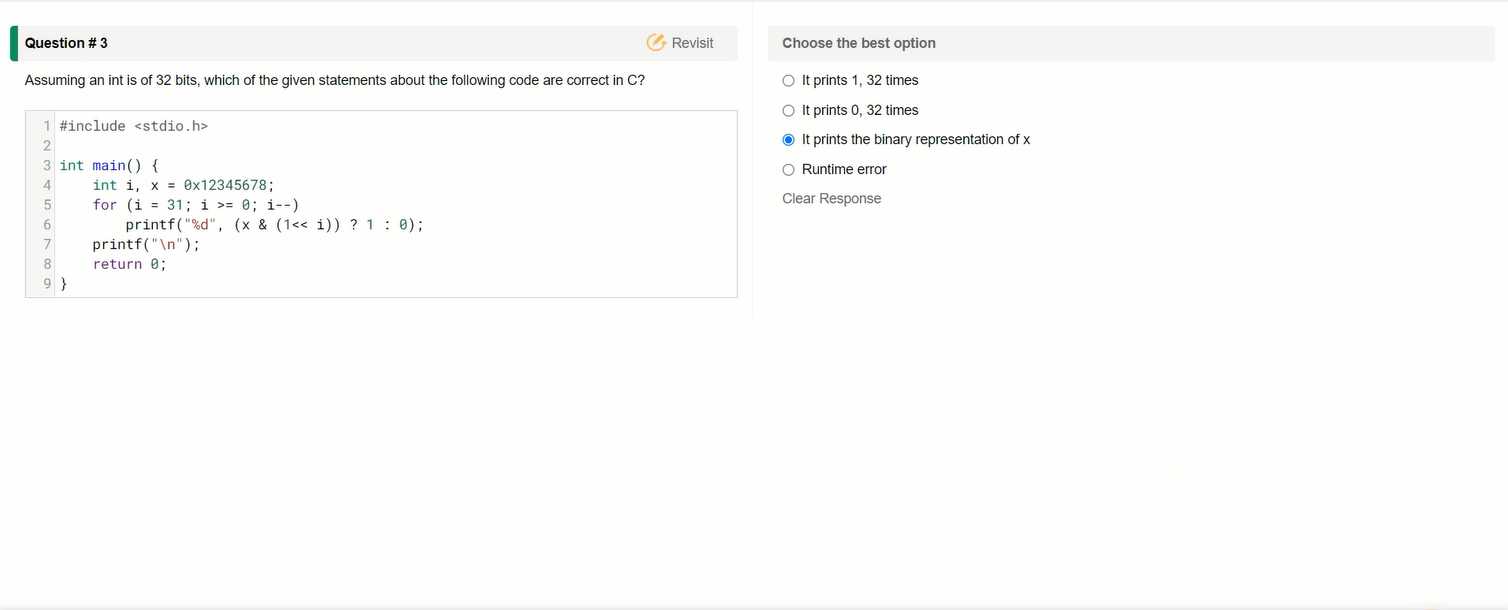 Question # 3
Revisit
Assuming an int is of 32 bits, which of the given statements about the following code are correct in C?
1 #include <stdio.h>
2
3 int main() {
4     int i, x = 0x12345678;
5     for (i = 31; i >= 0; i--)
6         printf("%d", (x & (1<< i)) ? 1 : 0);
7     printf("\n");
8     return 0;
9 }
Choose the best option
It prints 1, 32 times
It prints 0, 32 times
It prints the binary representation of x
Runtime error
Clear Response